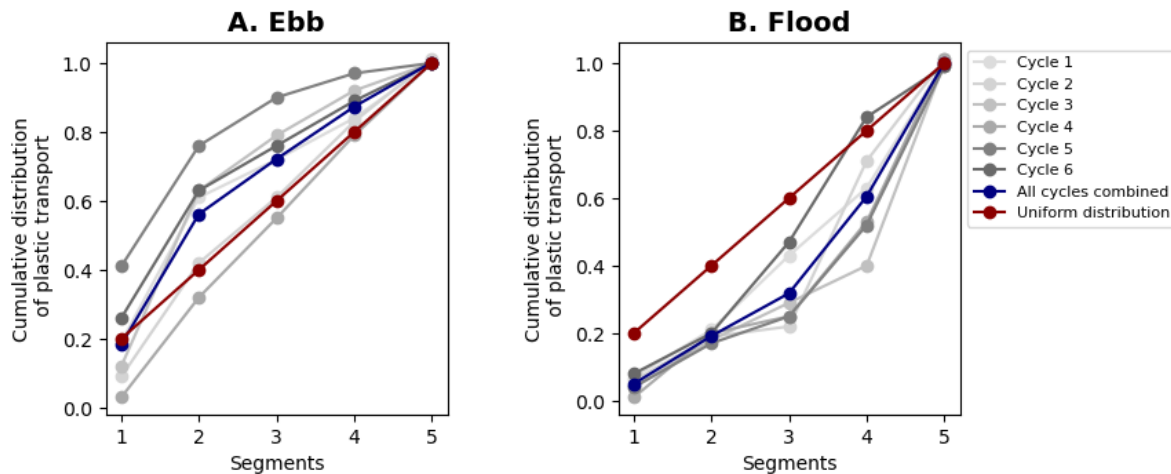 A. Ebb
B. Flood
Cumulative distribution
of plastic transport
1.0
0.8
0.6
0.4
0.2
0.0
1 2 3 4 5
Segments
Cumulative distribution
of plastic transport
1.0
0.8
0.6
0.4
0.2
0.0
1 2 3 4 5
Segments
Cycle 1
Cycle 2
Cycle 3
Cycle 4
Cycle 5
Cycle 6
All cycles combined
Uniform distribution